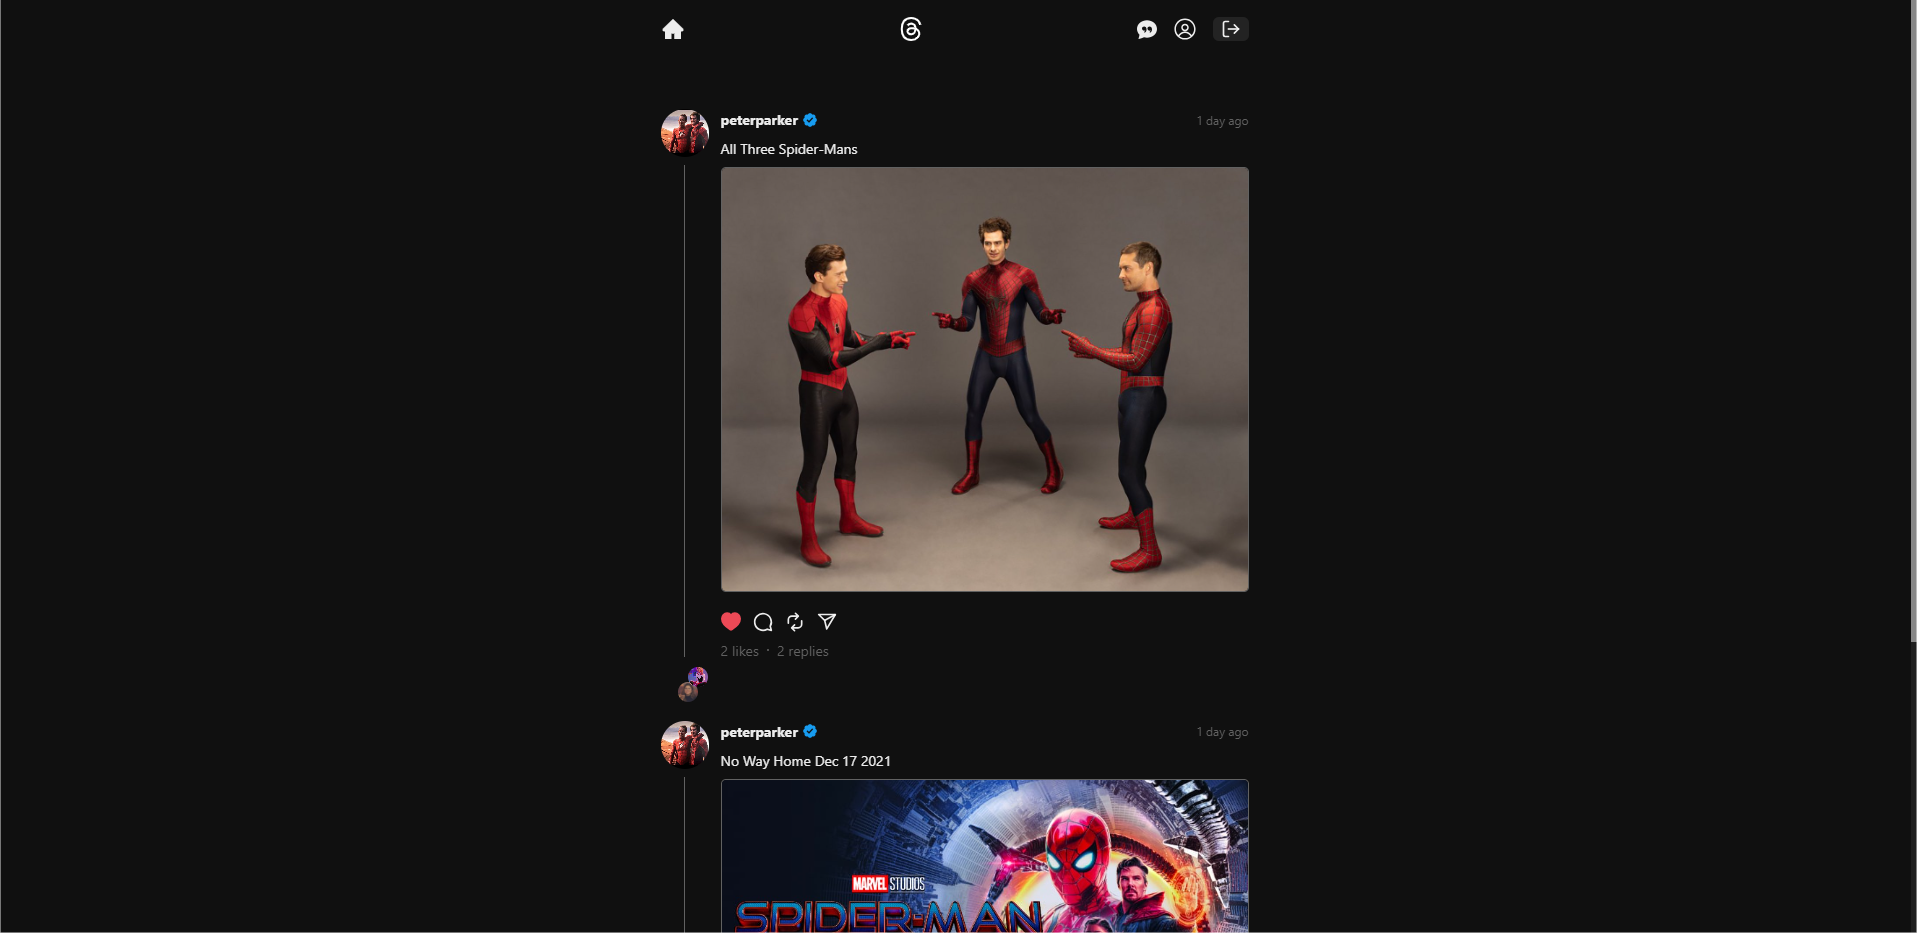 peterparker
1 day ago
All Three Spider-Mans
2 likes · 2 replies
peterparker
1 day ago
No Way Home Dec 17 2021
MARVEL STUDIOS
SPIDER-MAN